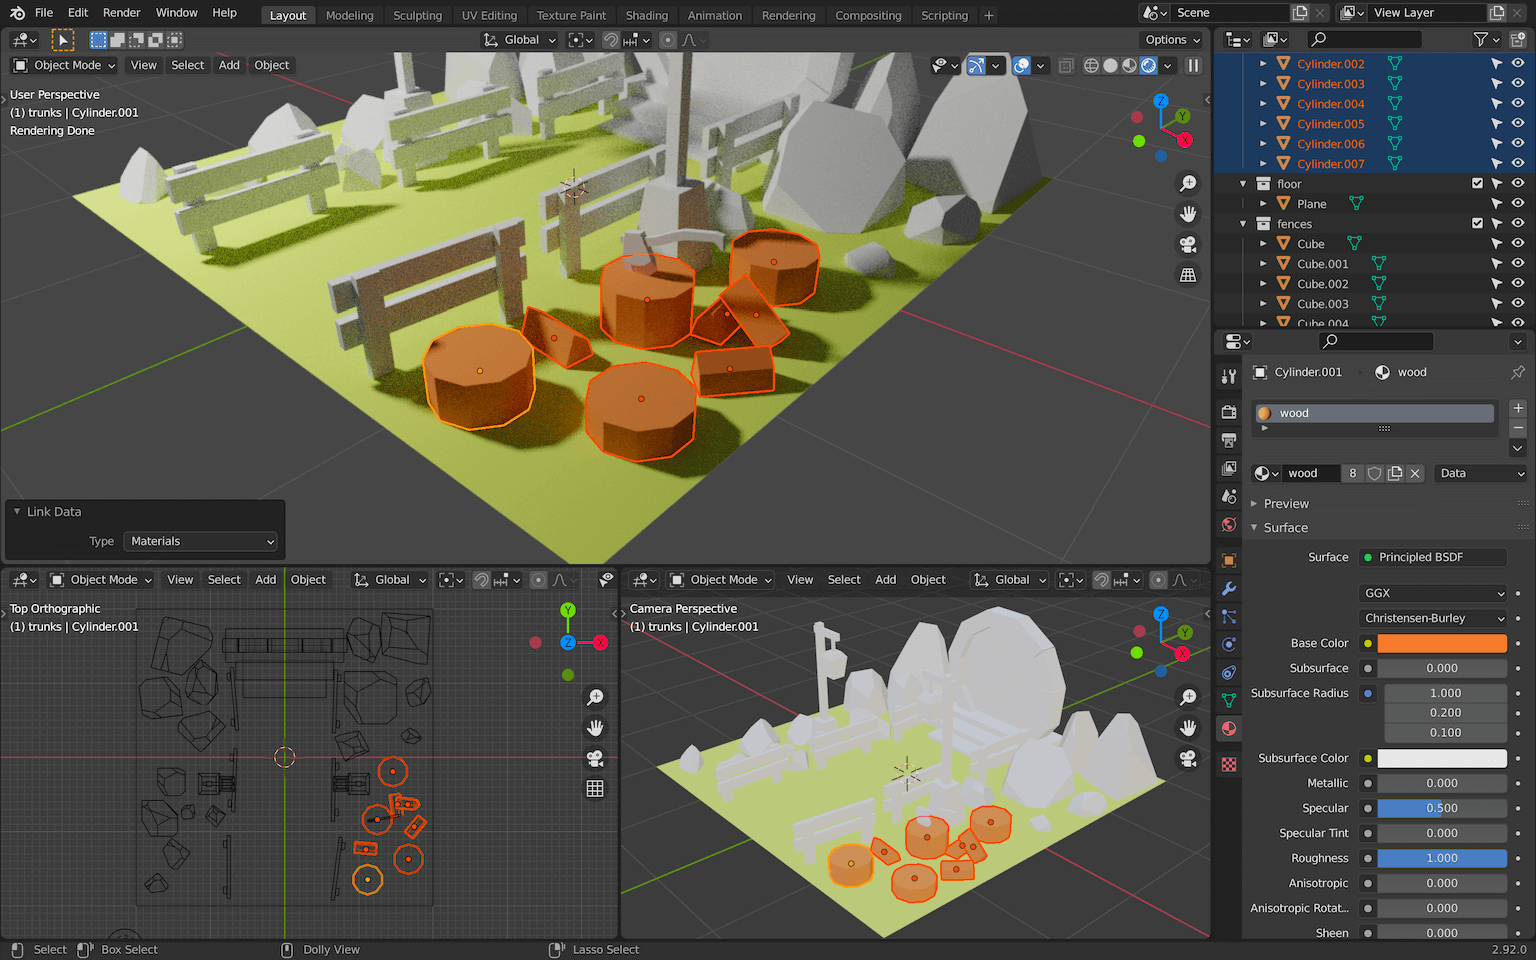 File Edit Render Window Help Layout Modeling Sculpting UV Editing Texture Paint Shading Animation Rendering Compositing Scripting + Scene View Layer
Global Options
Object Mode View Select Add Object
User Perspective
(1) trunks | Cylinder.001
Rendering Done
Z
Y
X
Link Data
Type Materials
Object Mode View Select Add Object Global
Top Orthographic
(1) trunks | Cylinder.001
Y
Z X
Object Mode View Select Add Object Global
Camera Perspective
(1) trunks | Cylinder.001
Z
Y
X
Cylinder.002
Cylinder.003
Cylinder.004
Cylinder.005
Cylinder.006
Cylinder.007
floor
Plane
fences
Cube
Cube.001
Cube.002
Cube.003
Cube.004
Cylinder.001 wood
wood
wood 8 Data
Preview
Surface
Surface Principled BSDF
GGX
Christensen-Burley
Base Color
Subsurface 0.000
Subsurface Radius 1.000
0.200
0.100
Subsurface Color
Metallic 0.000
Specular 0.500
Specular Tint 0.000
Roughness 1.000
Anisotropic 0.000
Anisotropic Rotat... 0.000
Sheen 0.000
Select Box Select Dolly View Lasso Select 2.92.0